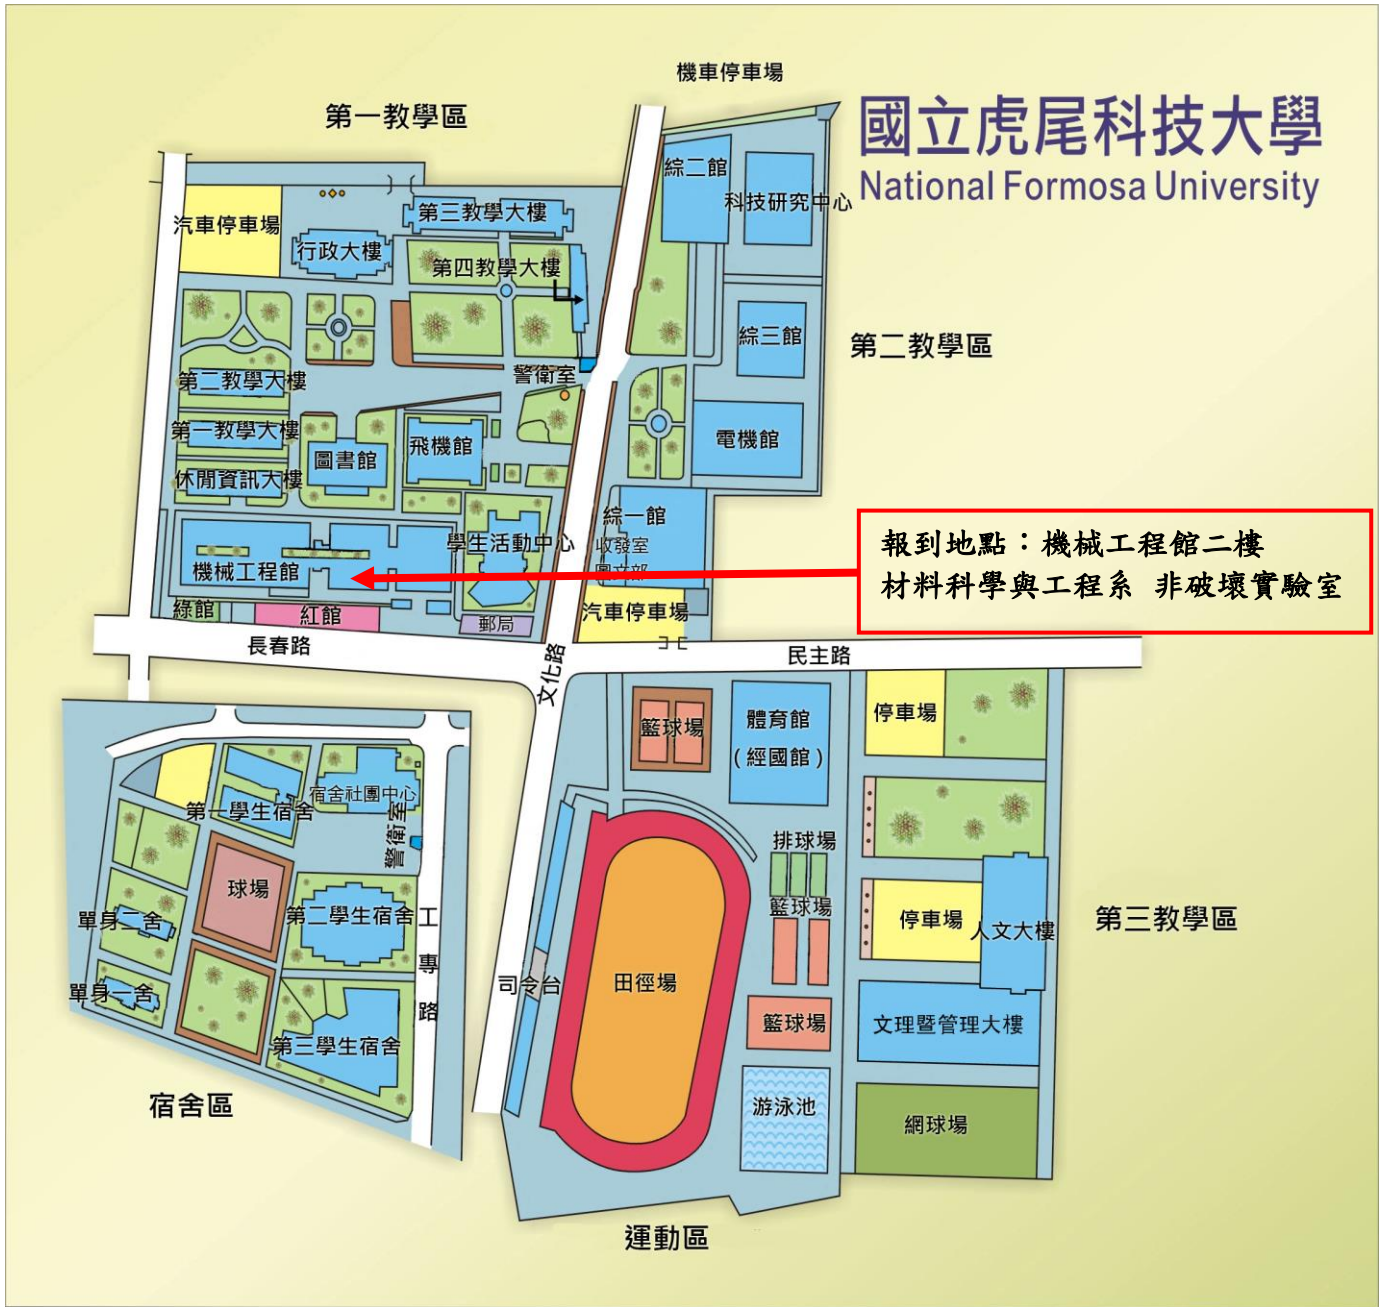 機車停車場
第一教學區
國立虎尾科技大學
National Formosa University
綜二館
科技研究中心
汽車停車場
第三教學大樓
行政大樓
第四教學大樓
綜三館
第二教學區
警衛室
第二教學大樓
第一教學大樓
飛機館
電機館
圖書館
休閒資訊大樓
綜一館
學生活動中心
收發室
圖文部
機械工程館
報到地點：機械工程館二樓
材料科學與工程系 非破壞實驗室
綠館
紅館
郵局
汽車停車場
長春路
文化路
民主路
籃球場
體育館
（經國館）
停車場
第一學生宿舍
宿舍社團中心
警衛室
排球場
球場
單身二舍
第二學生宿舍
工專路
籃球場
停車場
人文大樓
第三教學區
單身一舍
司令台
田徑場
第三學生宿舍
籃球場
文理暨管理大樓
宿舍區
游泳池
網球場
運動區